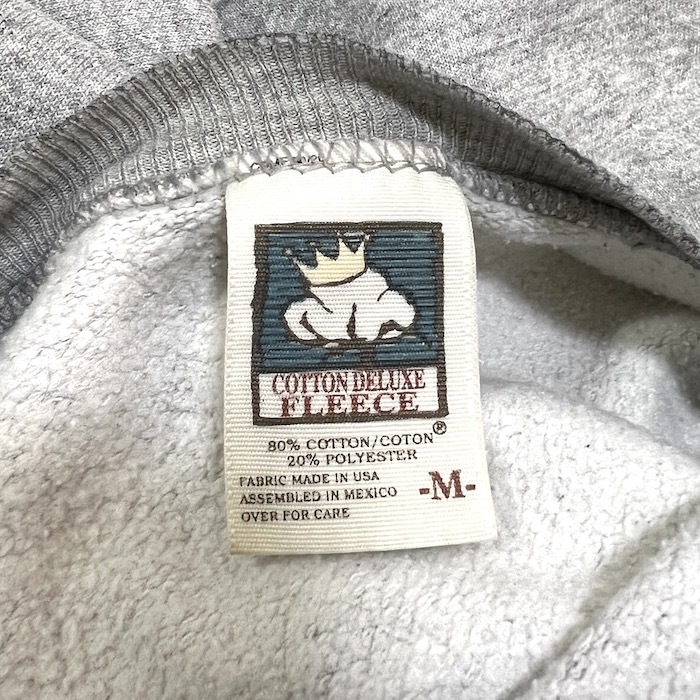 COTTON DELUXE
FLEECE
80% COTTON/COTON®
20% POLYESTER
FABRIC MADE IN USA
ASSEMBLED IN MEXICO
OVER FOR CARE
-M-